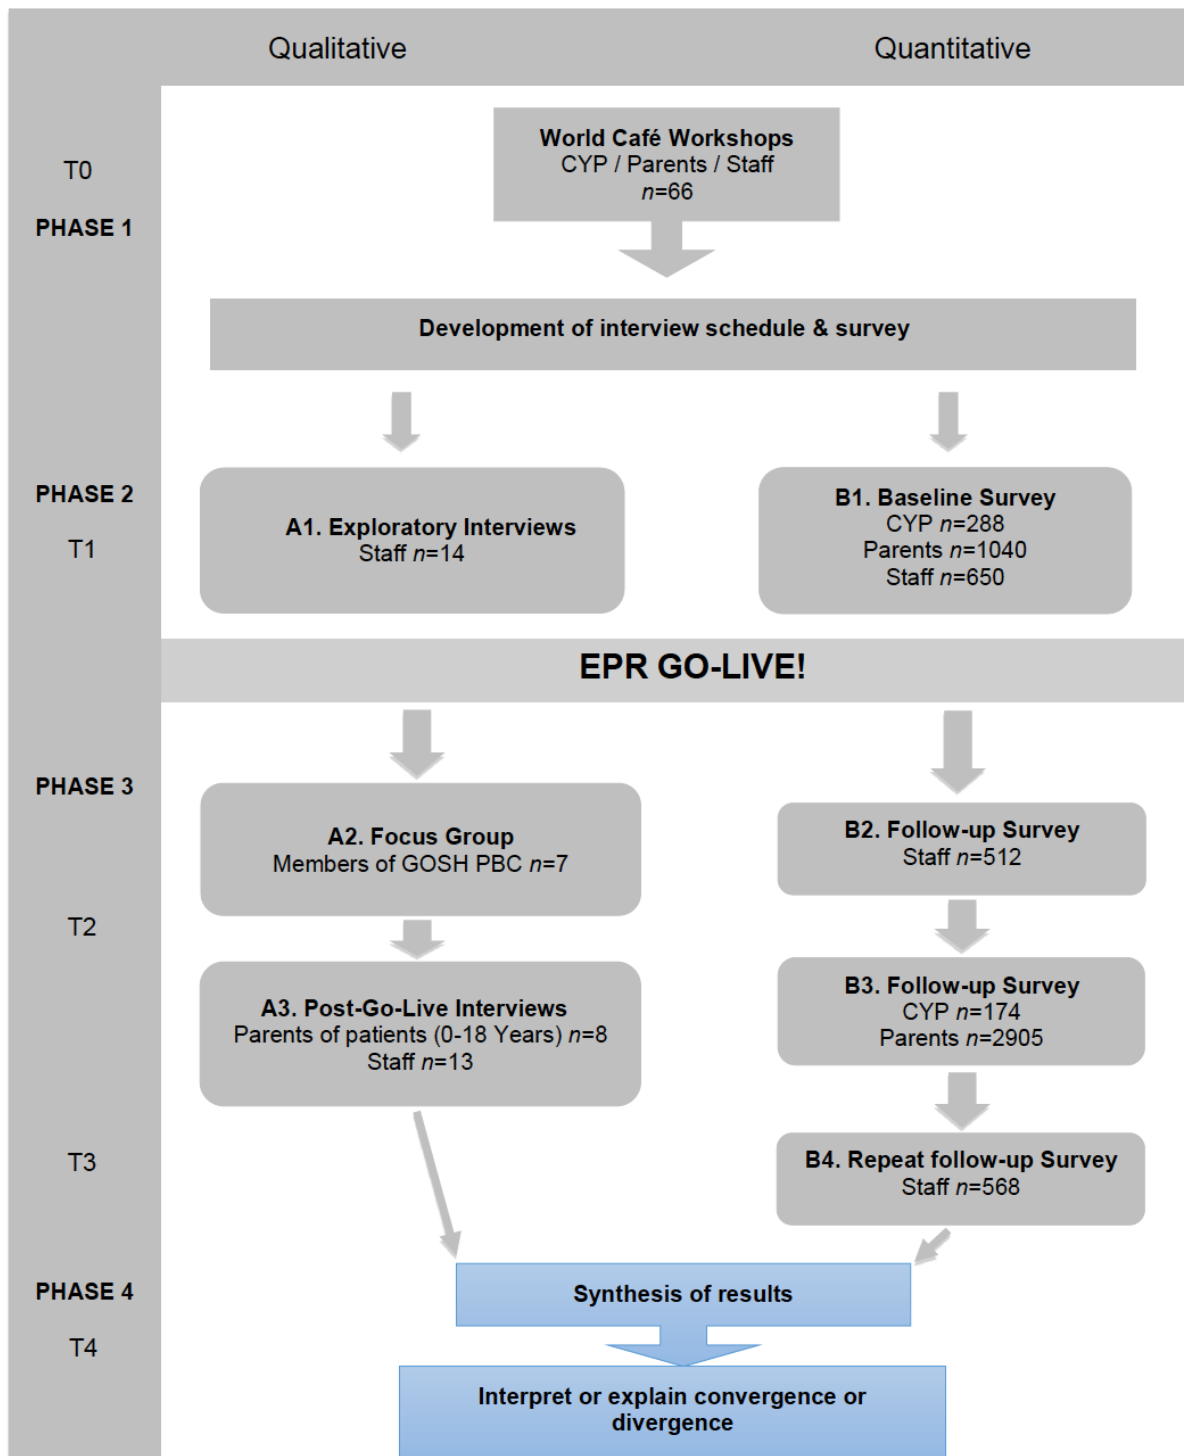 Qualitative
Quantitative
T0
PHASE 1
World Café Workshops
CYP / Parents / Staff
n=66
Development of interview schedule & survey
PHASE 2
T1
A1. Exploratory Interviews
Staff n=14
B1. Baseline Survey
CYP n=288
Parents n=1040
Staff n=650
EPR GO-LIVE!
PHASE 3
A2. Focus Group
Members of GOSH PBC n=7
B2. Follow-up Survey
Staff n=512
T2
A3. Post-Go-Live Interviews
Parents of patients (0-18 Years) n=8
Staff n=13
B3. Follow-up Survey
CYP n=174
Parents n=2905
T3
B4. Repeat follow-up Survey
Staff n=568
PHASE 4
T4
Synthesis of results
Interpret or explain convergence or
divergence